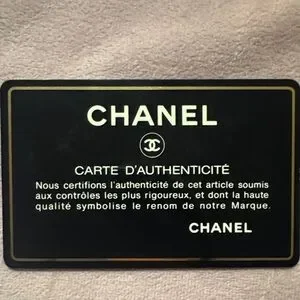 CHANEL
CARTE D'AUTHENTICITÉ
Nous certifions l'authenticité de cet article soumis
aux contrôles les plus rigoureux, et dont la haute
qualité symbolise le renom de notre Marque.
CHANEL